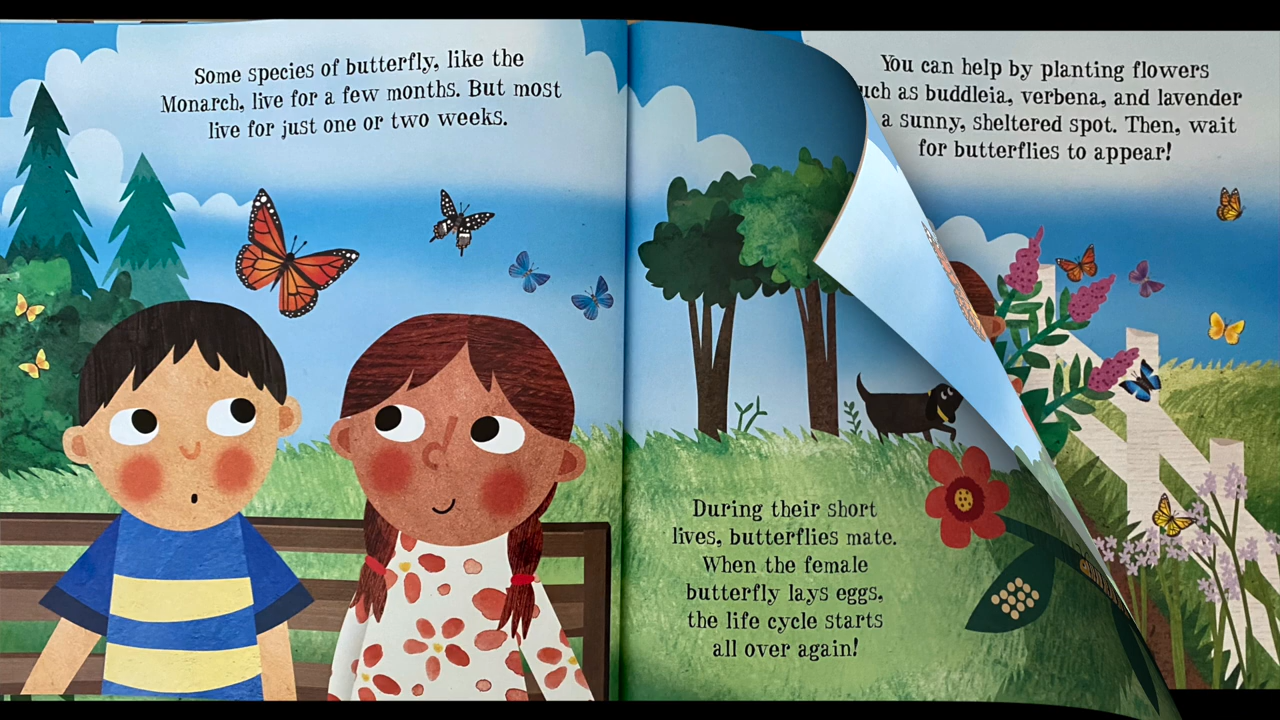 Some species of butterfly, like the
Monarch, live for a few months. But most
live for just one or two weeks.
During their short
lives, butterflies mate.
When the female
butterfly lays eggs,
the life cycle starts
all over again!
You can help by planting flowers
as buddleia, verbena, and lavender
a sunny, sheltered spot. Then, wait
for butterflies to appear!